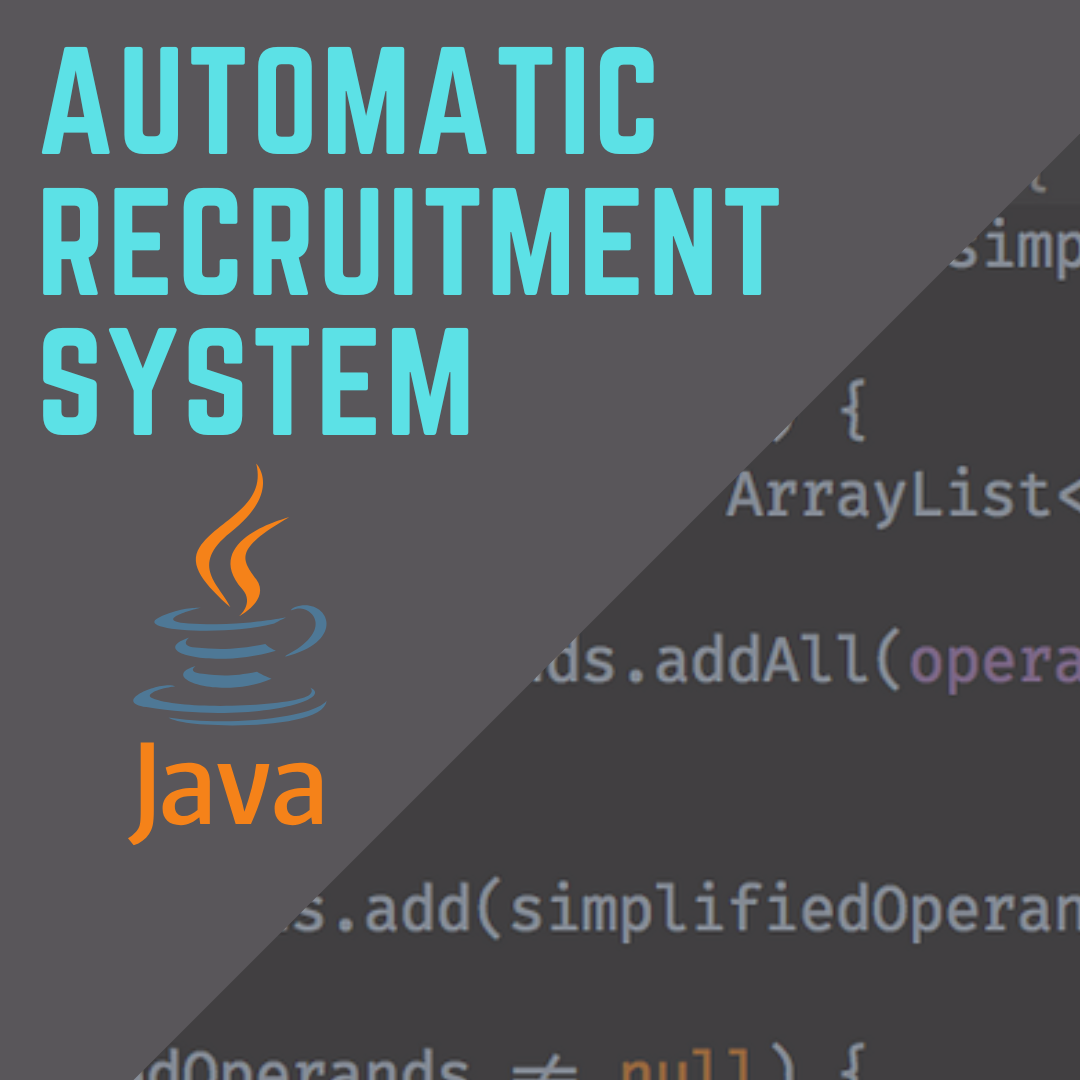 AUTOMATIC
RECRUITMENT
SYSTEM
Java
simp
) {
ArrayList<
ds.addAll(opera
s.add(simplifiedOperan
dOperands ≠ null) {